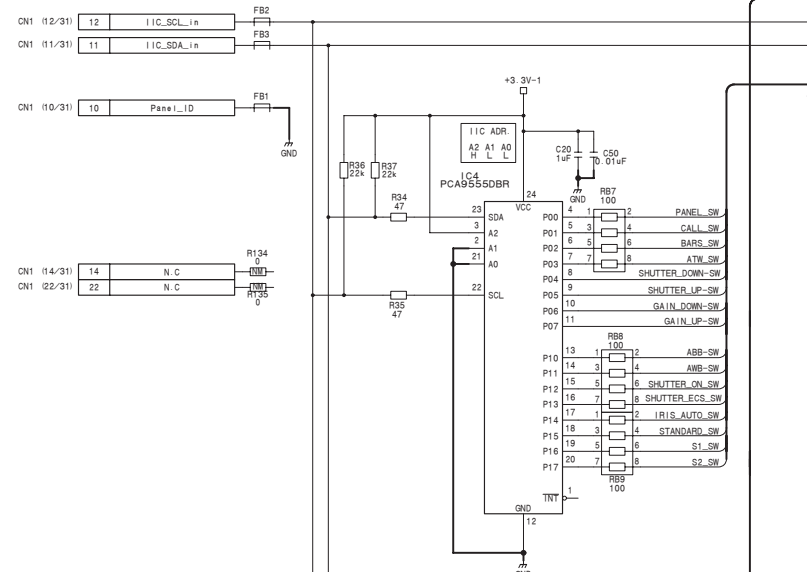 FB2
CN1 (12/31) 12 IIC_SCL_in
FB3
CN1 (11/31) 11 IIC_SDA_in
+3.3V-1
FB1
CN1 (10/31) 10 Panel_ID
GND
IIC ADR.
A2 A1 A0
H L L
C20
1uF
C50
0.01uF
R36
22k
R37
22k
IC4
PCA9555DBR
GND
RB7
100
R34
47
24
VCC
23 SDA
3 A2
2 A1
21 A0
22 SCL
P00 4 1 2 PANEL_SW
P01 5 3 4 CALL_SW
P02 6 5 6 BARS_SW
P03 7 7 8 ATW_SW
P04 8 SHUTTER_DOWN-SW
P05 9 SHUTTER_UP-SW
P06 10 GAIN_DOWN-SW
P07 11 GAIN_UP-SW
R134
0
CN1 (14/31) 14 N.C NM
CN1 (22/31) 22 N.C NM
R135
0
R35
47
RB8
100
P10 13 1 2 ABB-SW
P11 14 3 4 AWB-SW
P12 15 5 6 SHUTTER_ON_SW
P13 16 7 8 SHUTTER_ECS_SW
P14 17 1 2 IRIS_AUTO_SW
P15 18 3 4 STANDARD_SW
P16 19 5 6 S1_SW
P17 20 7 8 S2_SW
RB9
100
INT 1
GND
12
GND